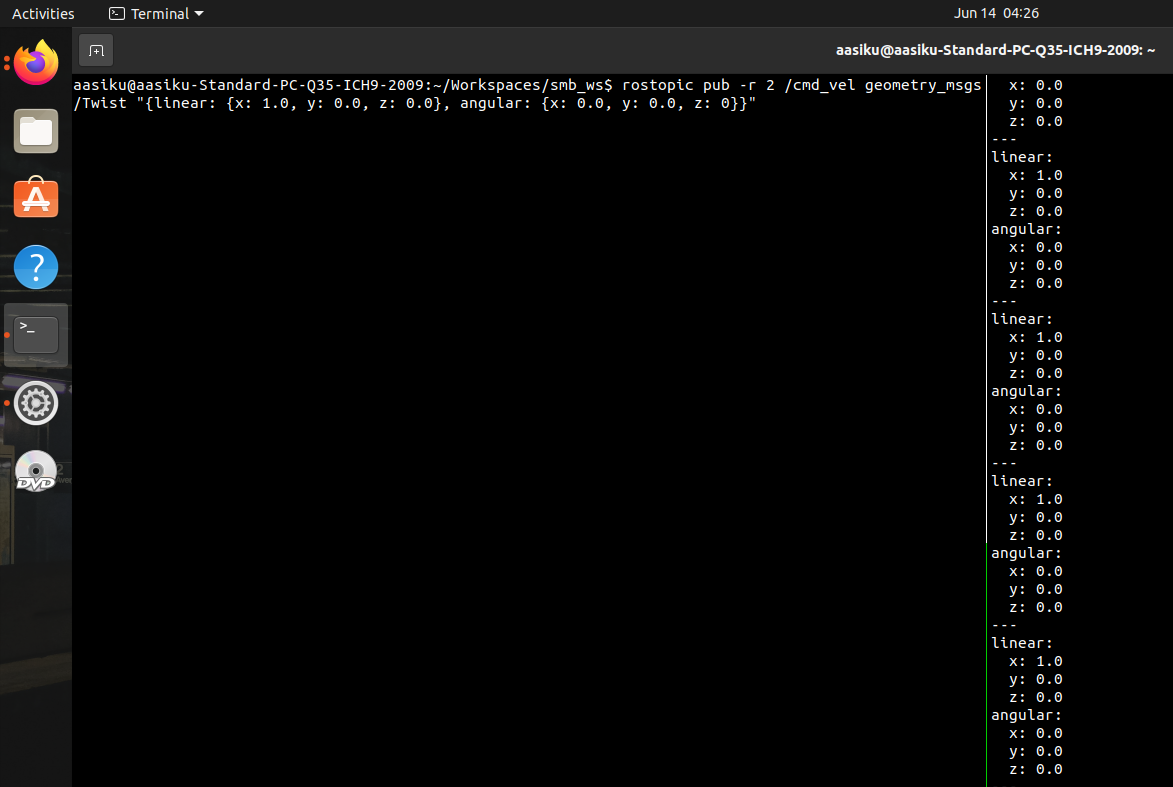 Activities
Terminal
Jun 14 04:26
aasiku@aasiku-Standard-PC-Q35-ICH9-2009: ~
aasiku@aasiku-Standard-PC-Q35-ICH9-2009:~/Workspaces/smb_ws$ rostopic pub -r 2 /cmd_vel geometry_msgs
/Twist "{linear: {x: 1.0, y: 0.0, z: 0.0}, angular: {x: 0.0, y: 0.0, z: 0}}"
x: 0.0
y: 0.0
z: 0.0
---
linear:
x: 1.0
y: 0.0
z: 0.0
angular:
x: 0.0
y: 0.0
z: 0.0
---
linear:
x: 1.0
y: 0.0
z: 0.0
angular:
x: 0.0
y: 0.0
z: 0.0
---
linear:
x: 1.0
y: 0.0
z: 0.0
angular:
x: 0.0
y: 0.0
z: 0.0
---
linear:
x: 1.0
y: 0.0
z: 0.0
angular:
x: 0.0
y: 0.0
z: 0.0
A
?
>_
DVD